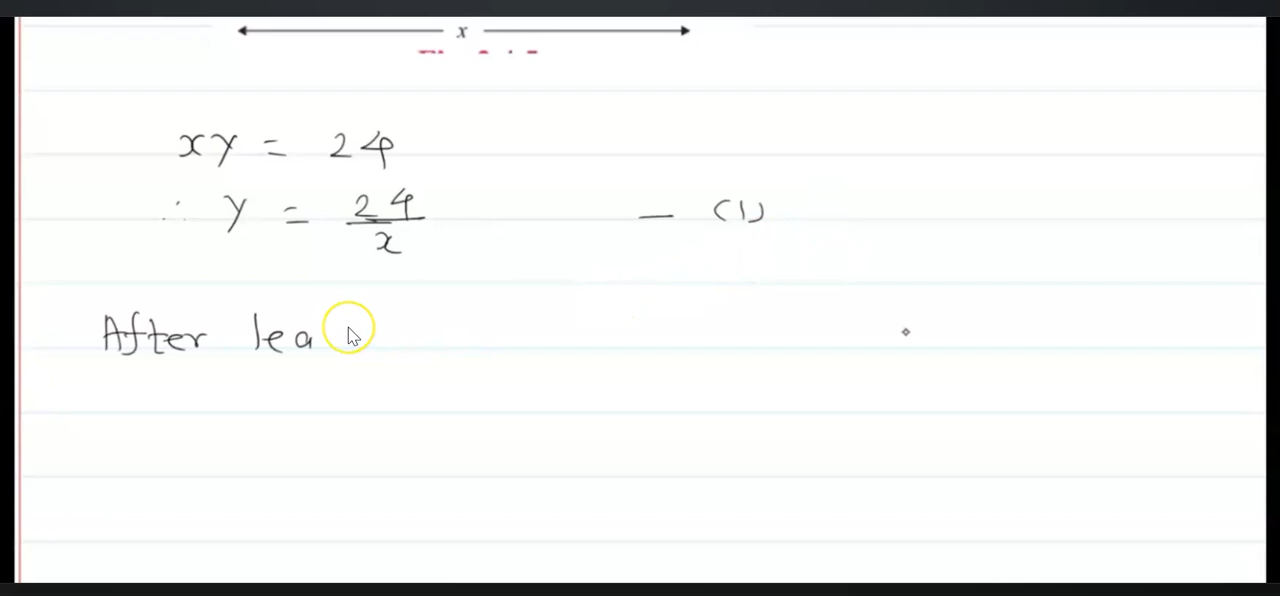 x
xy = 24
∴ y = 24/x — (1)
After lea